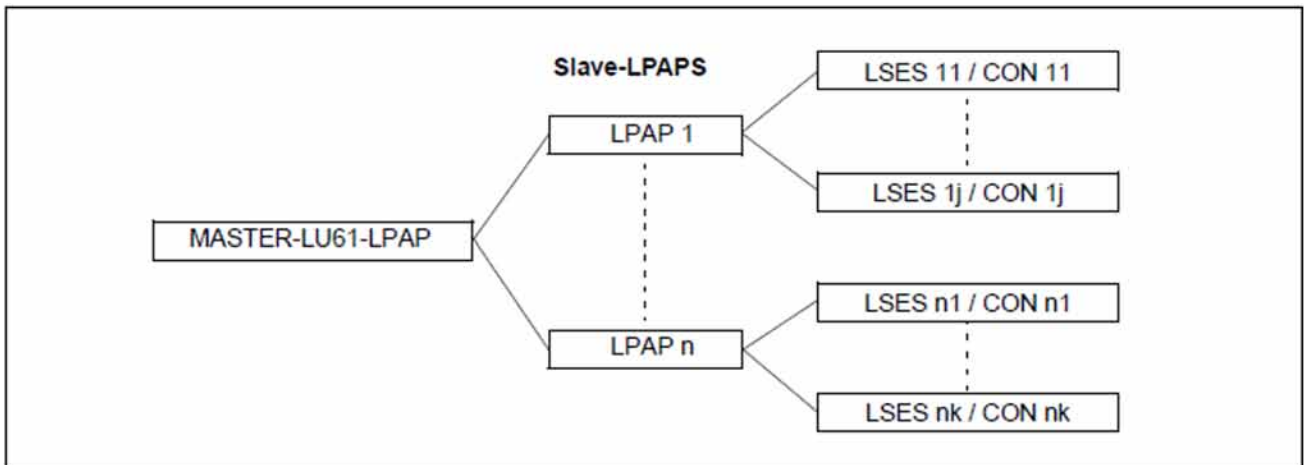 Slave-LPAPS
MASTER-LU61-LPAP
LPAP 1
LSES 11 / CON 11
LSES 1j / CON 1j
LPAP n
LSES n1 / CON n1
LSES nk / CON nk